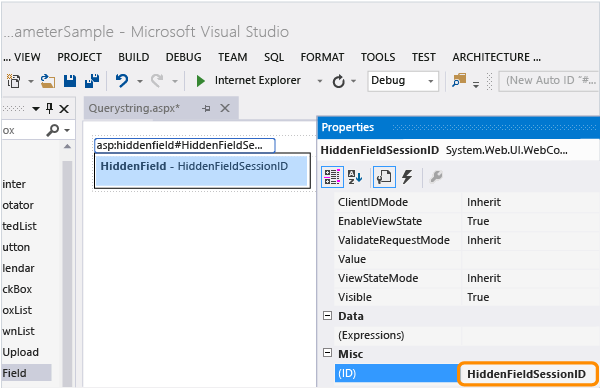 ...ameterSample - Microsoft Visual Studio
... VIEW PROJECT BUILD DEBUG TEAM SQL FORMAT TOOLS TEST ARCHITECTURE ...
Internet Explorer Debug (New Auto ID "#...
Querystring.aspx*
ox
inter
otator
tedList
utton
lendar
ckBox
oxList
wnList
Upload
Field
asp:hiddenfield#HiddenFieldSe...
HiddenField - HiddenFieldSessionID
Properties
HiddenFieldSessionID System.Web.UI.WebCo...
ClientIDMode Inherit
EnableViewState True
ValidateRequestMode Inherit
Value
ViewStateMode Inherit
Visible True
Data
(Expressions)
Misc
(ID) HiddenFieldSessionID